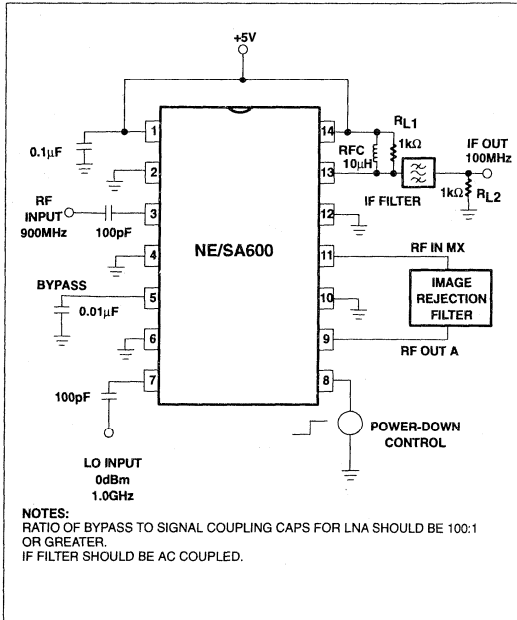 +5V
1
14
RL1
0.1µF
RFC
10µH
1kΩ
IF OUT
100MHz
2
13
1kΩ
RL2
IF FILTER
RF
INPUT
900MHz
100pF
3
12
NE/SA600
4
11
RF IN MX
BYPASS
0.01µF
5
10
IMAGE
REJECTION
FILTER
6
9
RF OUT A
7
8
100pF
POWER-DOWN
CONTROL
LO INPUT
0dBm
1.0GHz
NOTES:
RATIO OF BYPASS TO SIGNAL COUPLING CAPS FOR LNA SHOULD BE 100:1
OR GREATER.
IF FILTER SHOULD BE AC COUPLED.